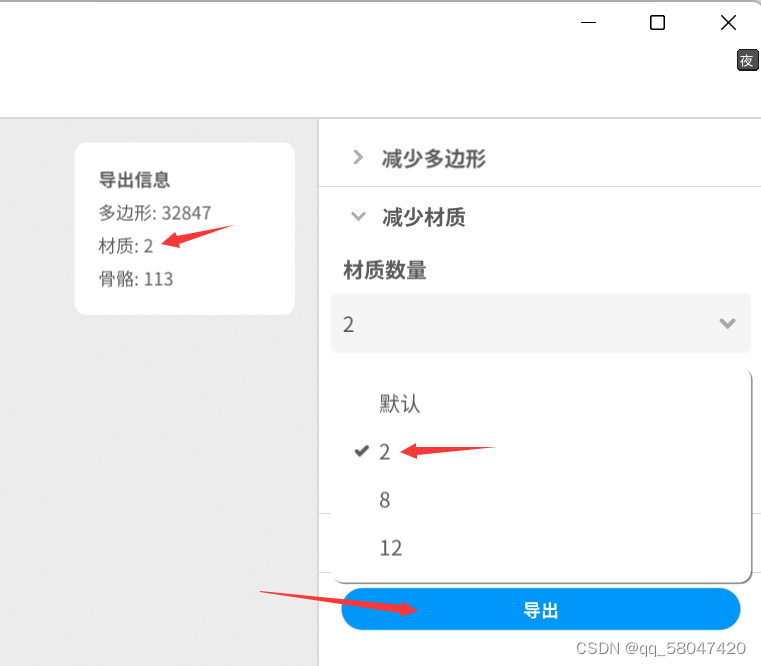 夜
导出信息
多边形: 32847
材质: 2
骨骼: 113
减少多边形
减少材质
材质数量
2
默认
2
8
12
导出
CSDN @qq_58047420